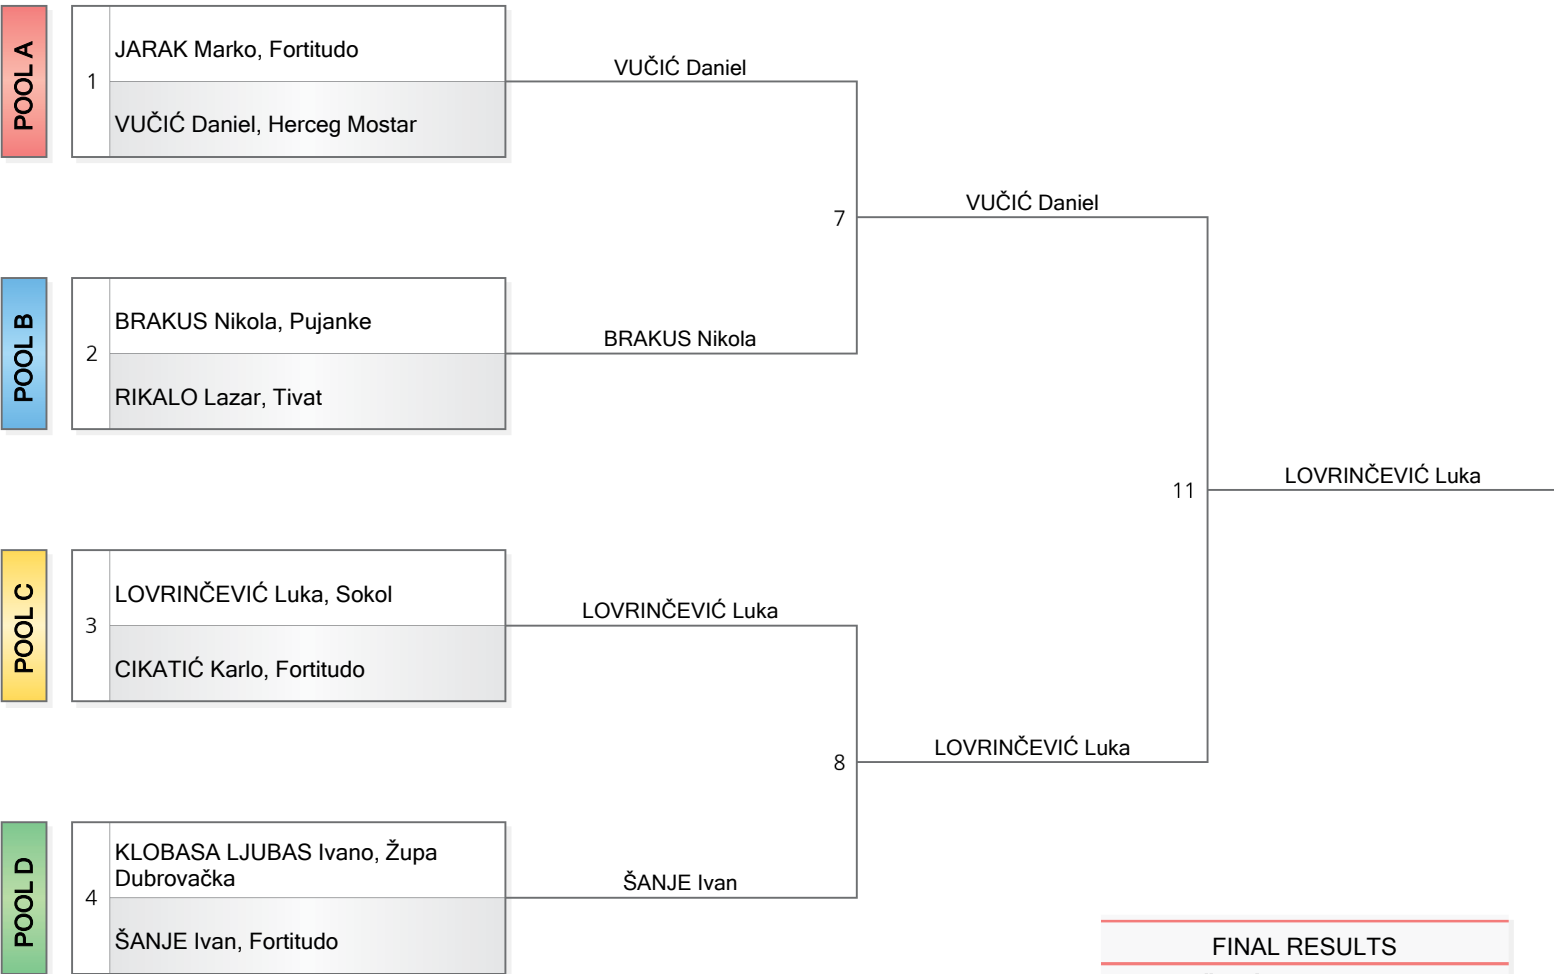 POOL A
1
JARAK Marko, Fortitudo
VUČIĆ Daniel, Herceg Mostar
VUČIĆ Daniel
7
VUČIĆ Daniel
POOL B
2
BRAKUS Nikola, Pujanke
RIKALO Lazar, Tivat
BRAKUS Nikola
11
LOVRINČEVIĆ Luka
POOL C
3
LOVRINČEVIĆ Luka, Sokol
CIKATIĆ Karlo, Fortitudo
LOVRINČEVIĆ Luka
8
LOVRINČEVIĆ Luka
POOL D
4
KLOBASA LJUBAS Ivano, Župa
Dubrovačka
ŠANJE Ivan, Fortitudo
ŠANJE Ivan
FINAL RESULTS